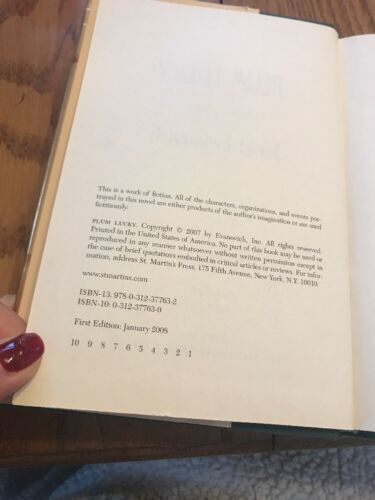 This is a work of fiction. All of the characters, organizations, and events por-
trayed in this novel are either products of the author's imagination or are used
fictitiously.
PLUM LUCKY. Copyright © 2007 by Evanovich, Inc. All rights reserved.
Printed in the United States of America. No part of this book may be used or
reproduced in any manner whatsoever without written permission except in
the case of brief quotations embodied in critical articles or reviews. For infor-
mation, address St. Martin's Press, 175 Fifth Avenue, New York, N.Y. 10010.
www.stmartins.com
ISBN-13: 978-0-312-37763-2
ISBN-10: 0-312-37763-0
First Edition: January 2008
10 9 8 7 6 5 4 3 2 1